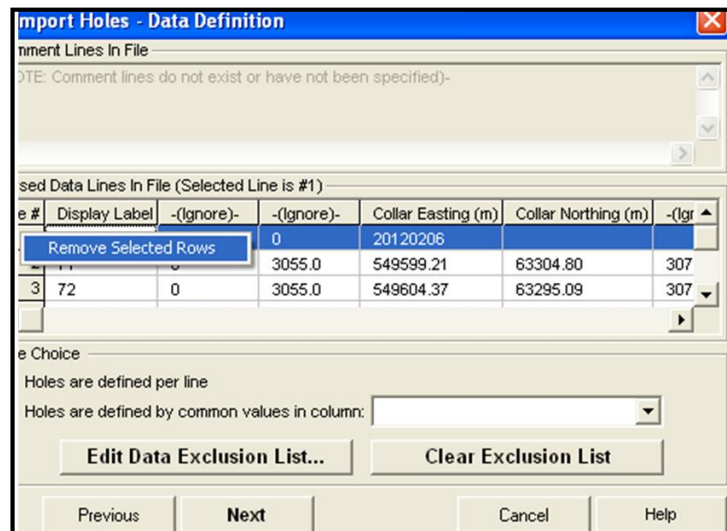 mport Holes - Data Definition
mment Lines In File
OTE: Comment lines do not exist or have not been specified)-
sed Data Lines In File (Selected Line is #1)
e # Display Label -(Ignore)- -(Ignore)- Collar Easting (m) Collar Northing (m) -(Igr
Remove Selected Rows 0 20120206
3055.0 549599.21 63304.80 307
3 72 0 3055.0 549604.37 63295.09 307
e Choice
Holes are defined per line
Holes are defined by common values in column:
Edit Data Exclusion List... Clear Exclusion List
Previous Next Cancel Help